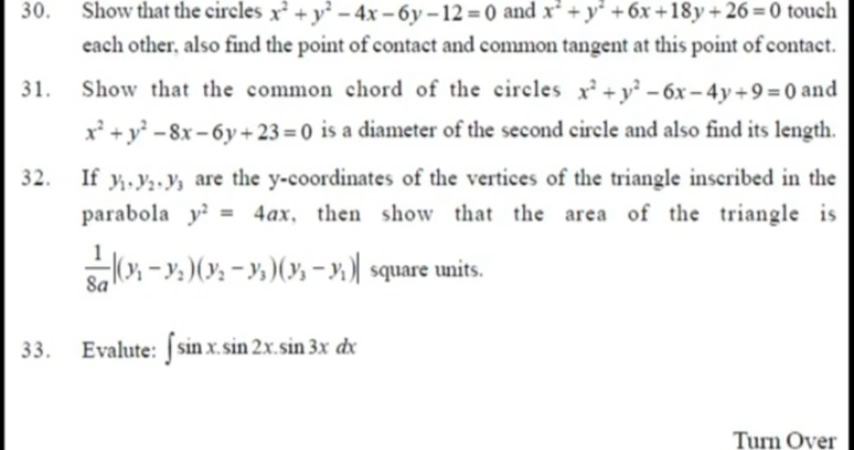 30. Show that the circles x² + y² – 4x – 6y – 12 = 0 and x² + y² + 6x + 18y + 26 = 0 touch
each other, also find the point of contact and common tangent at this point of contact.
31. Show that the common chord of the circles x² + y² – 6x – 4y + 9 = 0 and
x² + y² – 8x – 6y + 23 = 0 is a diameter of the second circle and also find its length.
32. If y₁, y₂, y₃ are the y-coordinates of the vertices of the triangle inscribed in the
parabola y² = 4ax, then show that the area of the triangle is
1/8a |(y₁ – y₂)(y₂ – y₃)(y₃ – y₁)| square units.
33. Evalute: ∫ sin x. sin 2x. sin 3x dx
Turn Over